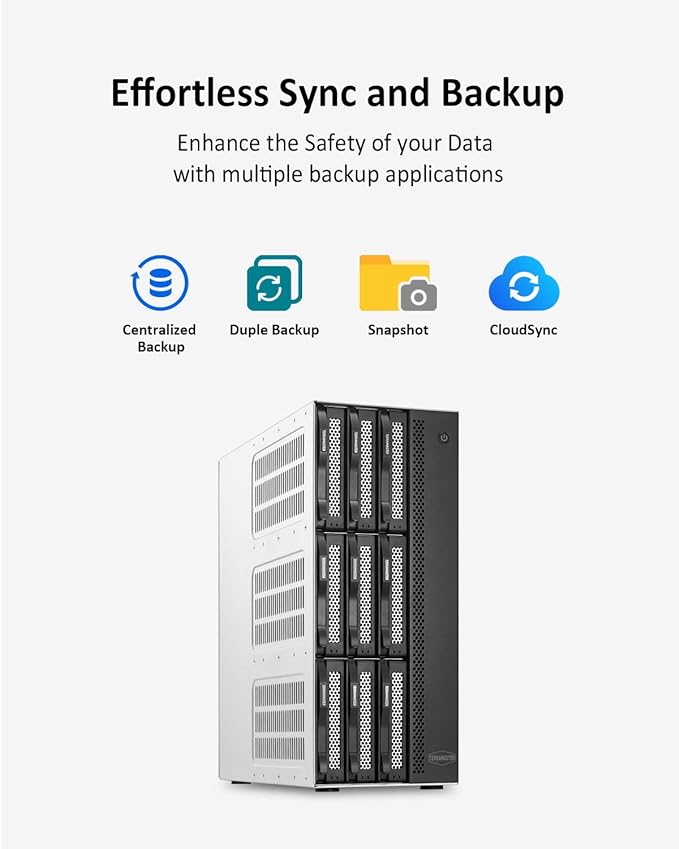 Effortless Sync and Backup
Enhance the Safety of your Data
with multiple backup applications
Centralized
Backup
Duple Backup
Snapshot
CloudSync
TERRAMASTER